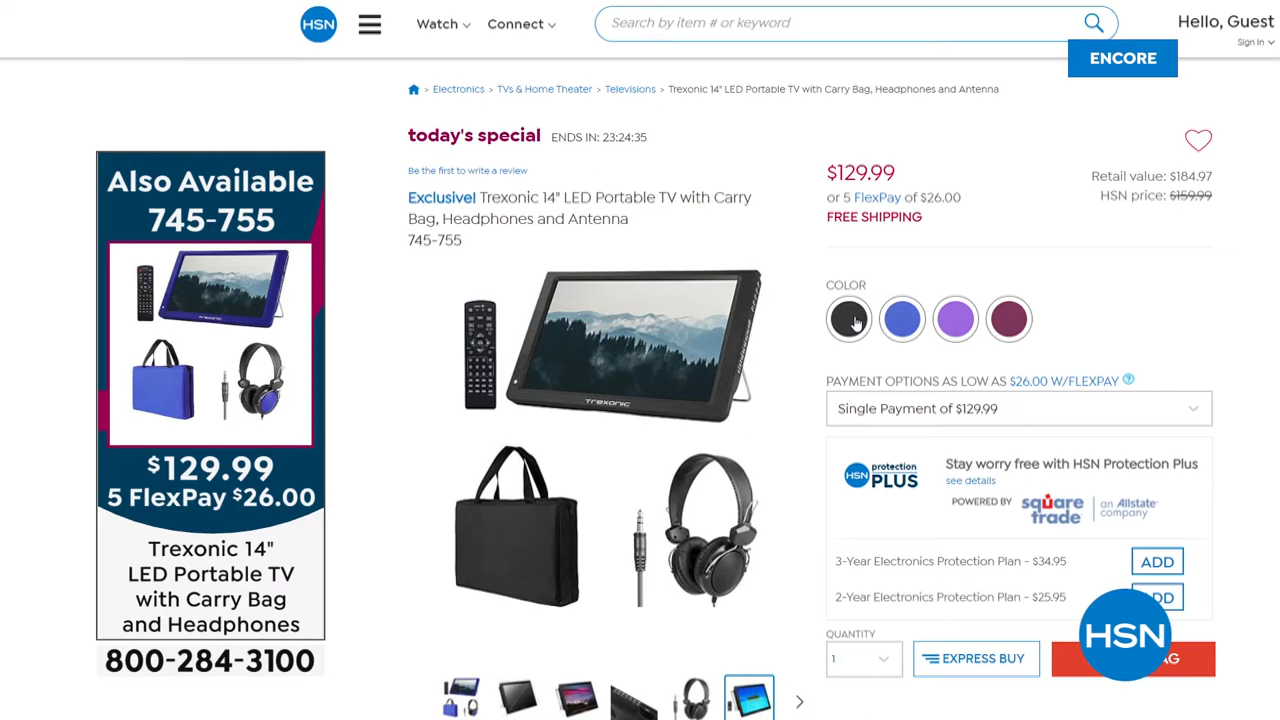 HSN
Watch
Connect
Search by item # or keyword
Hello, Guest
Sign In
ENCORE
Electronics > TVs & Home Theater > Televisions > Trexonic 14" LED Portable TV with Carry Bag, Headphones and Antenna
today's special ENDS IN: 23:24:35
Be the first to write a review
Exclusive! Trexonic 14" LED Portable TV with Carry
Bag, Headphones and Antenna
745-755
TREXONIC
$129.99
or 5 FlexPay of $26.00
FREE SHIPPING
Retail value: $184.97
HSN price: $159.99
COLOR
PAYMENT OPTIONS AS LOW AS $26.00 W/FLEXPAY ?
Single Payment of $129.99
HSN protection PLUS
Stay worry free with HSN Protection Plus
see details
POWERED BY square trade an Allstate company
3-Year Electronics Protection Plan - $34.95 ADD
2-Year Electronics Protection Plan - $25.95 DD
QUANTITY
1
EXPRESS BUY
AG
HSN
Also Available
745-755
TREXONIC
$129.99
5 FlexPay $26.00
Trexonic 14"
LED Portable TV
with Carry Bag
and Headphones
800-284-3100